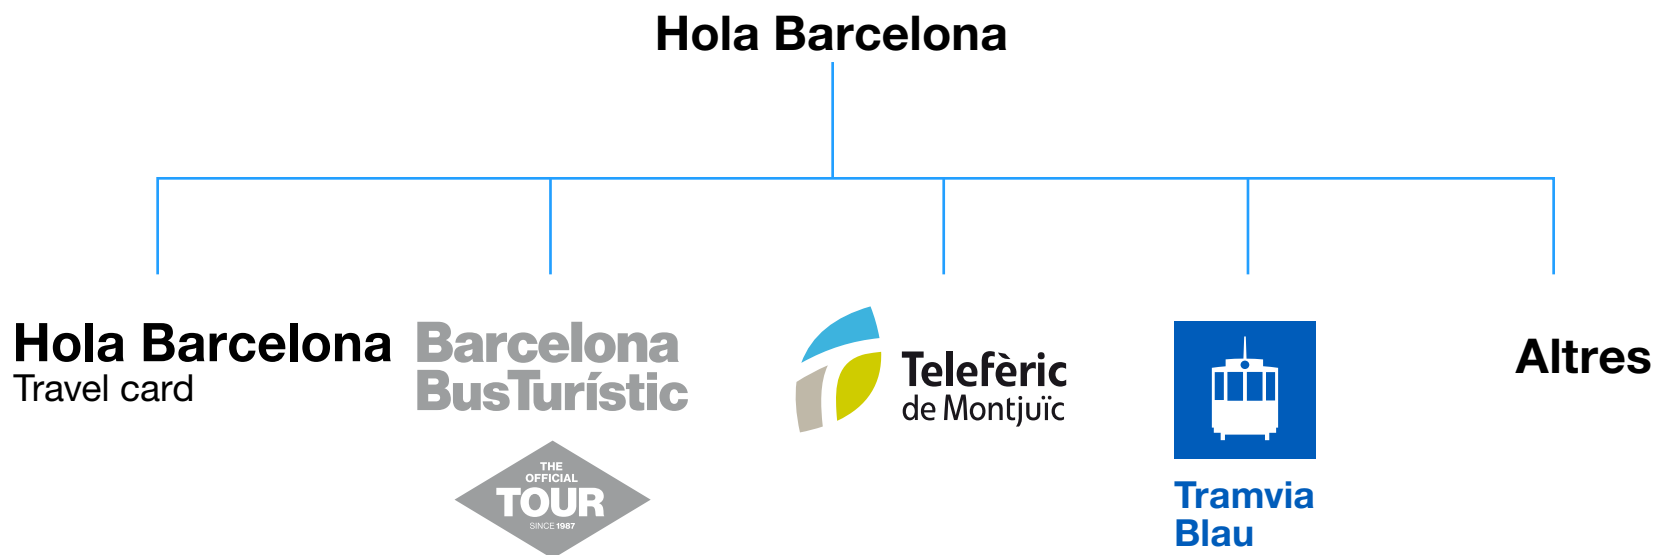 Hola Barcelona
Hola Barcelona
Travel card
Barcelona
BusTurístic
THE
OFFICIAL
TOUR
SINCE 1987
Telefèric
de Montjuïc
Tramvia
Blau
Altres